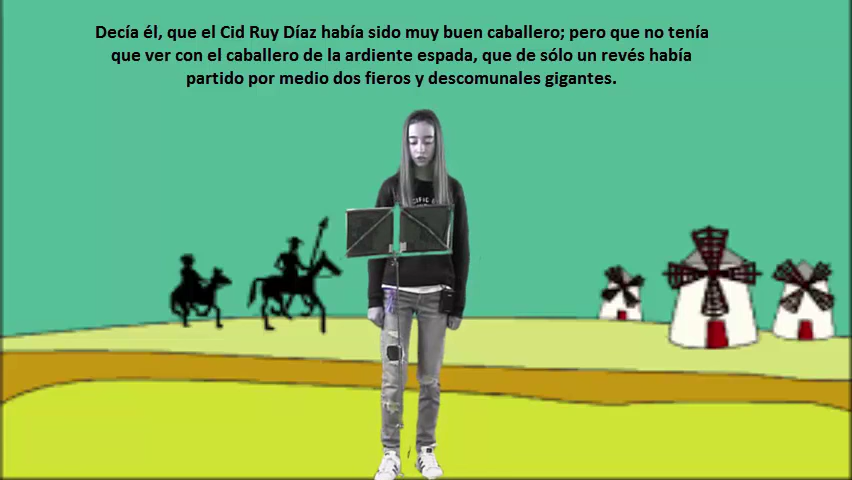 Decía él, que el Cid Ruy Díaz había sido muy buen caballero; pero que no tenía
que ver con el caballero de la ardiente espada, que de sólo un revés había
partido por medio dos fieros y descomunales gigantes.